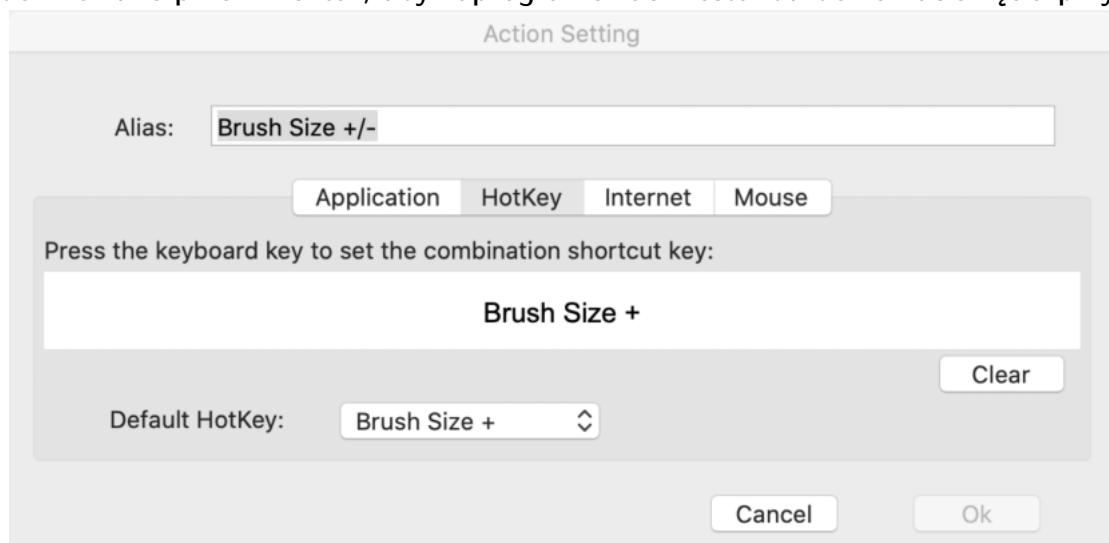 Action Setting
Alias: Brush Size +/-
Application HotKey Internet Mouse
Press the keyboard key to set the combination shortcut key:
Brush Size +
Clear
Default HotKey: Brush Size +
Cancel Ok